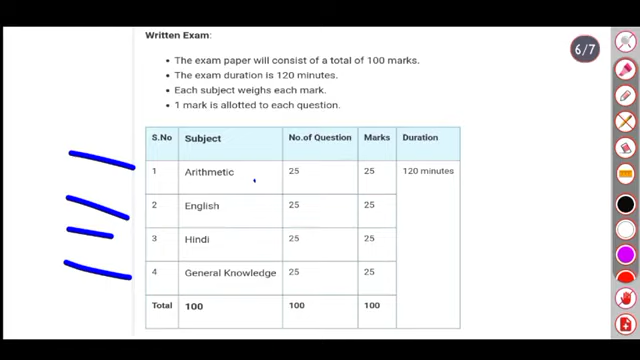 Written Exam:
6/7
The exam paper will consist of a total of 100 marks.
The exam duration is 120 minutes.
Each subject weighs each mark.
1 mark is allotted to each question.
S.No Subject No.of Question Marks Duration
1 Arithmetic 25 25 120 minutes
2 English 25 25
3 Hindi 25 25
4 General Knowledge 25 25
Total 100 100 100